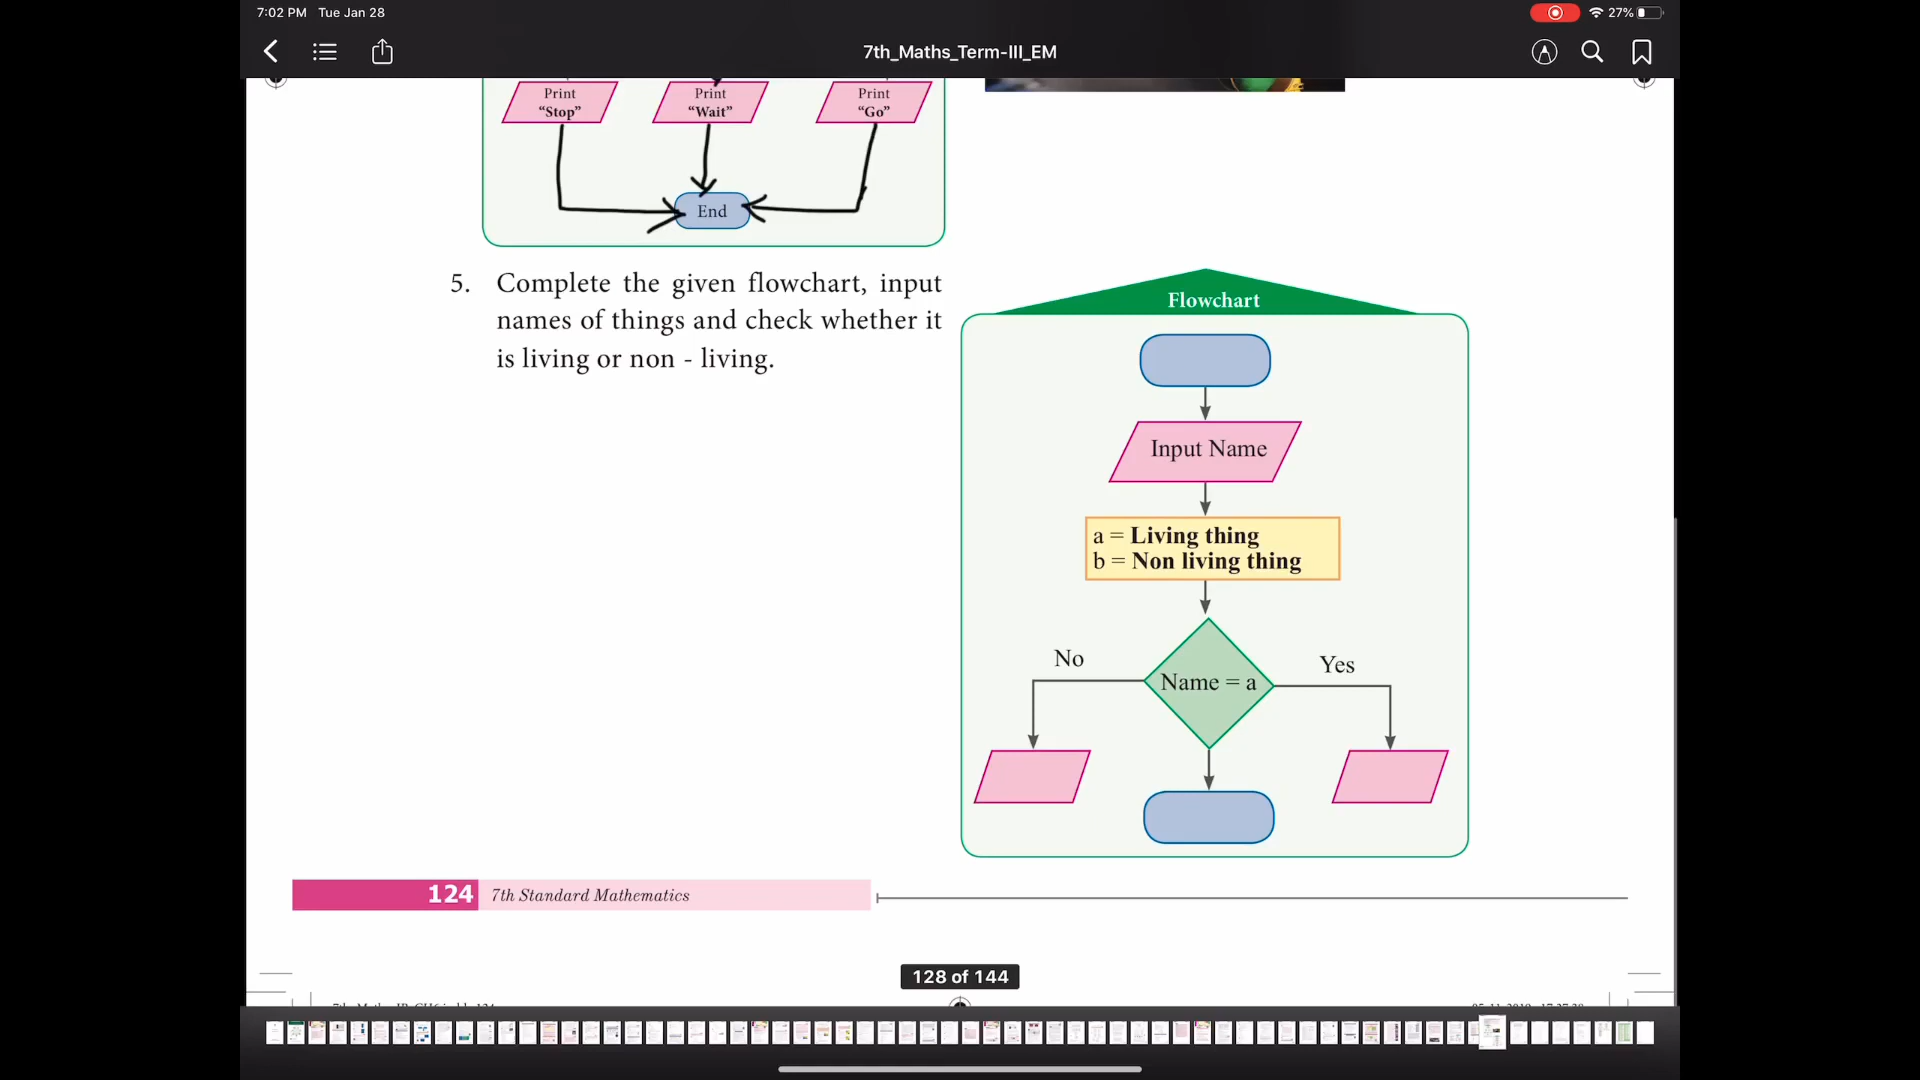 7:02 PM Tue Jan 28
27%
7th_Maths_Term-III_EM
Print
“Stop”
Print
“Wait”
Print
“Go”
End
5. Complete the given flowchart, input
names of things and check whether it
is living or non - living.
Flowchart
Input Name
a = Living thing
b = Non living thing
Name = a
No
Yes
124 7th Standard Mathematics
128 of 144